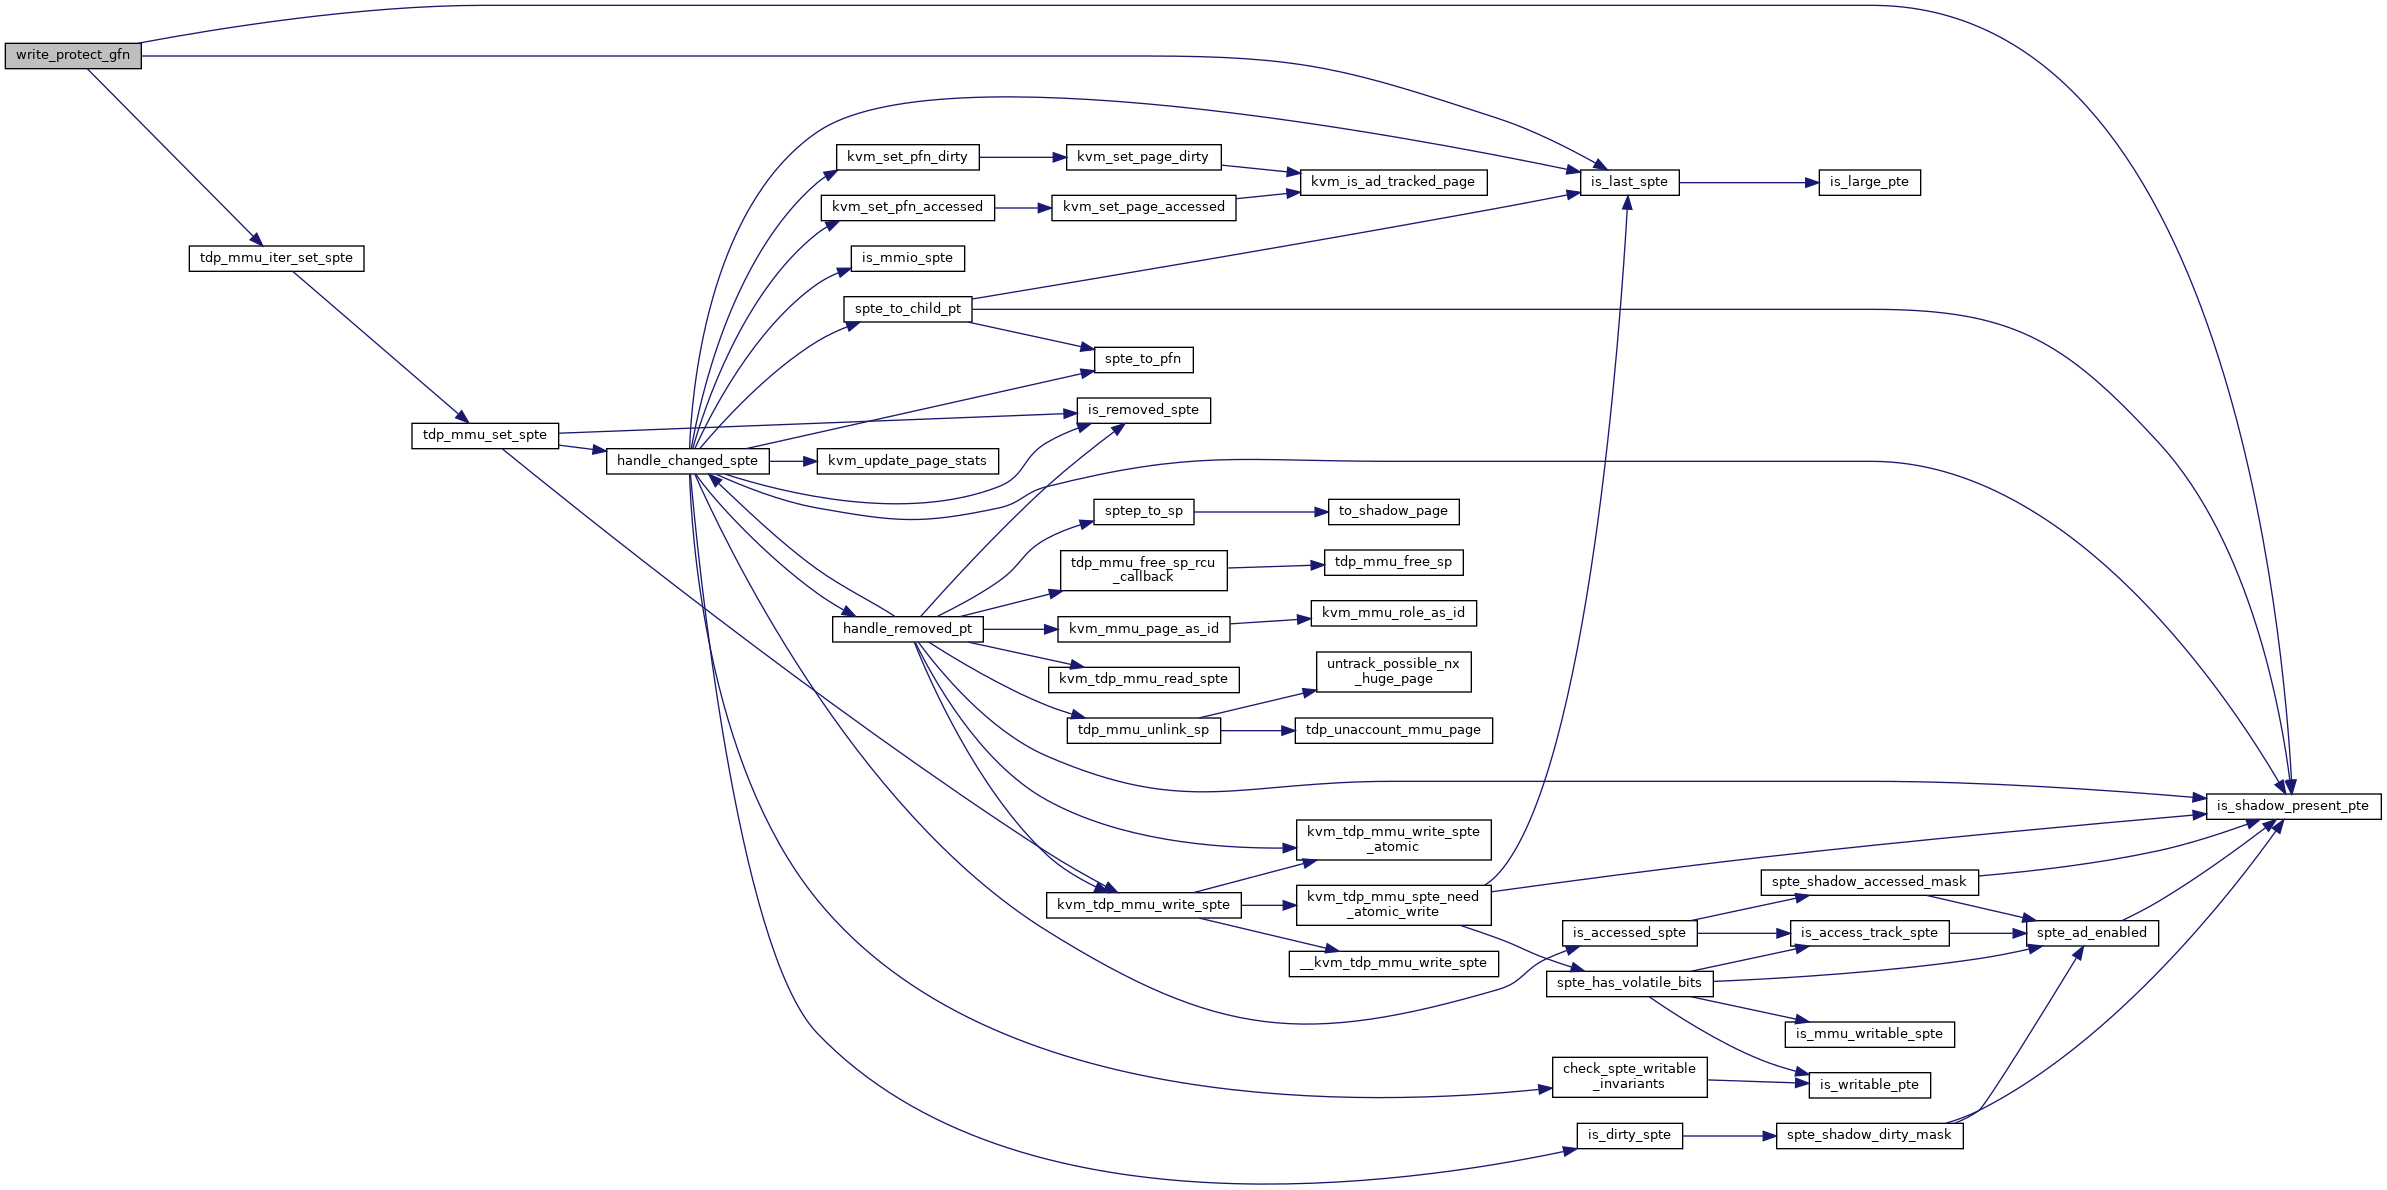 write_protect_gfn
kvm_set_pfn_dirty
kvm_set_page_dirty
kvm_is_ad_tracked_page
is_last_spte
is_large_pte
kvm_set_pfn_accessed
kvm_set_page_accessed
tdp_mmu_iter_set_spte
is_mmio_spte
spte_to_child_pt
spte_to_pfn
is_removed_spte
tdp_mmu_set_spte
handle_changed_spte
kvm_update_page_stats
sptep_to_sp
to_shadow_page
tdp_mmu_free_sp_rcu
_callback
tdp_mmu_free_sp
handle_removed_pt
kvm_mmu_page_as_id
kvm_mmu_role_as_id
kvm_tdp_mmu_read_spte
untrack_possible_nx
_huge_page
tdp_mmu_unlink_sp
tdp_unaccount_mmu_page
is_shadow_present_pte
kvm_tdp_mmu_write_spte
_atomic
kvm_tdp_mmu_write_spte
kvm_tdp_mmu_spte_need
_atomic_write
spte_shadow_accessed_mask
is_accessed_spte
is_access_track_spte
spte_ad_enabled
__kvm_tdp_mmu_write_spte
spte_has_volatile_bits
is_mmu_writable_spte
check_spte_writable
_invariants
is_writable_pte
is_dirty_spte
spte_shadow_dirty_mask